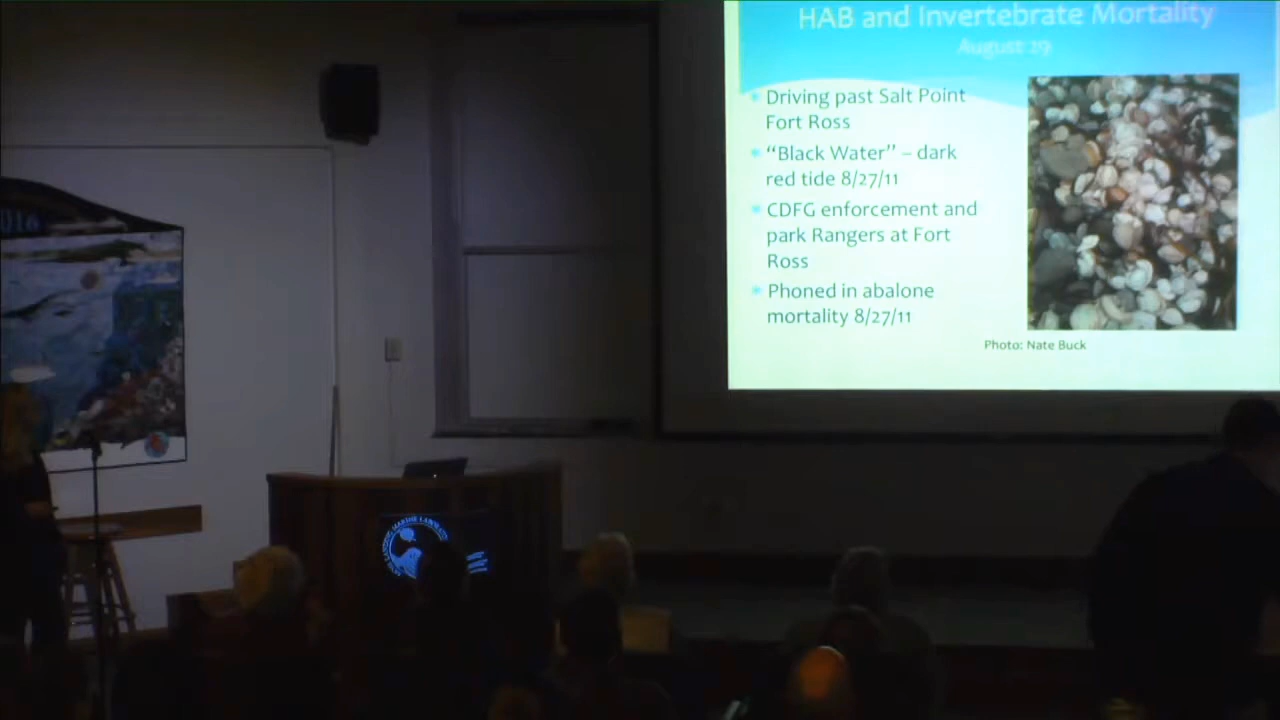 HAB and Invertebrate Mortality
August 29
Driving past Salt Point
Fort Ross
“Black Water” – dark
red tide 8/27/11
CDFG enforcement and
park Rangers at Fort
Ross
Phoned in abalone
mortality 8/27/11
Photo: Nate Buck
2016